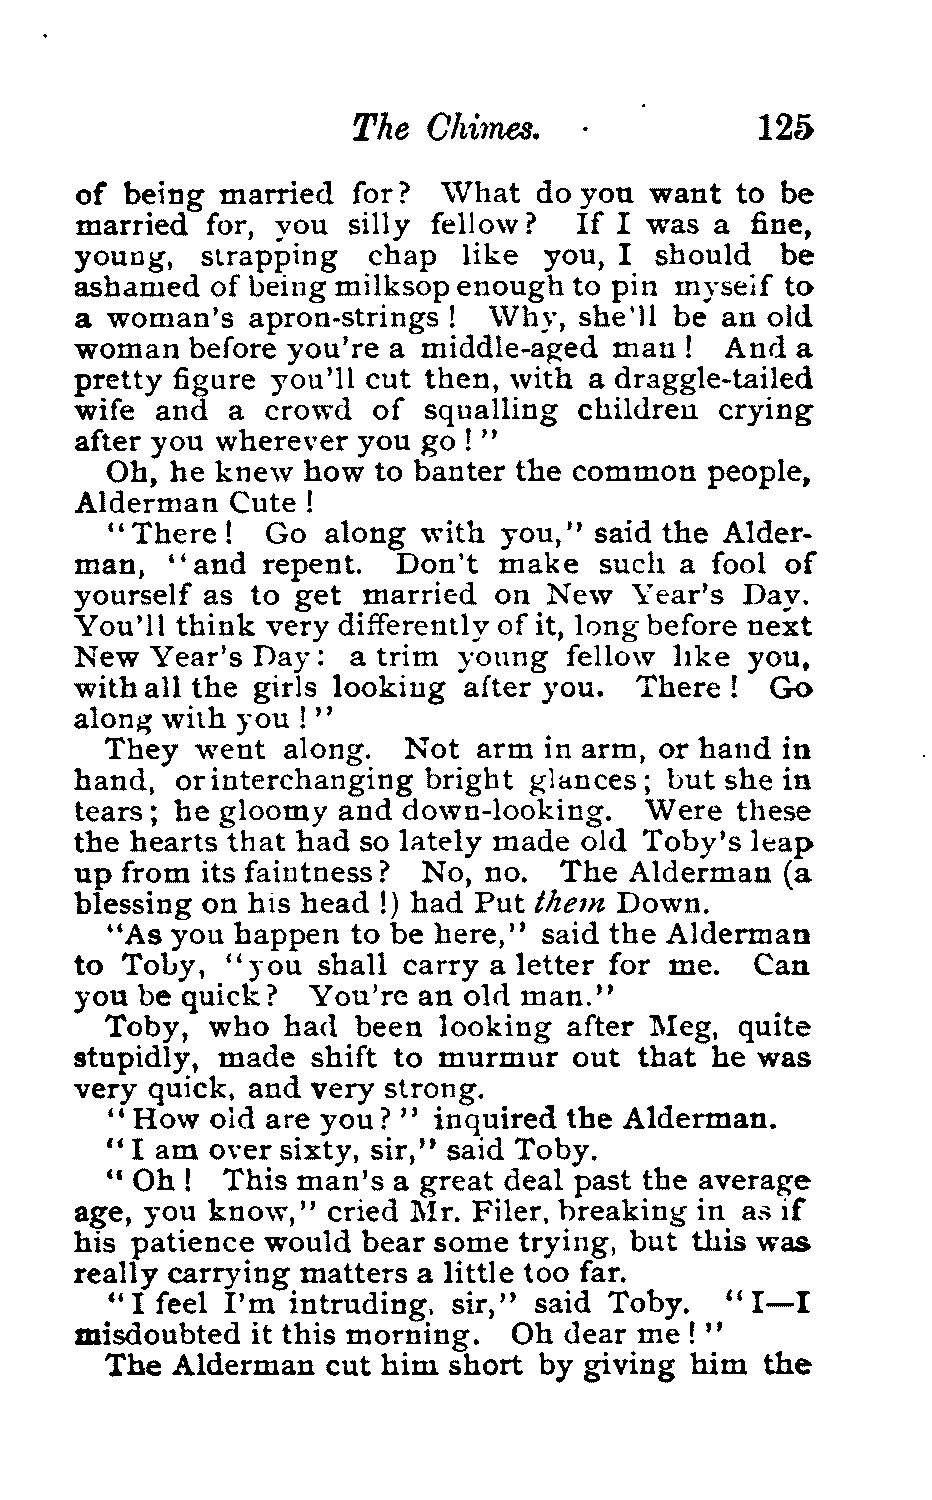 The Chimes. 125
of being married for? What do you want to be
married for, you silly fellow? If I was a fine,
young, strapping chap like you, I should be
ashamed of being milksop enough to pin myself to
a woman's apron-strings! Why, she'll be an old
woman before you're a middle-aged man! And a
pretty figure you'll cut then, with a draggle-tailed
wife and a crowd of squalling children crying
after you wherever you go!"
Oh, he knew how to banter the common people,
Alderman Cute!
"There! Go along with you," said the Alder-
man, "and repent. Don't make such a fool of
yourself as to get married on New Year's Day.
You'll think very differently of it, long before next
New Year's Day: a trim young fellow like you,
with all the girls looking after you. There! Go
along with you!"
They went along. Not arm in arm, or hand in
hand, or interchanging bright glances; but she in
tears; he gloomy and down-looking. Were these
the hearts that had so lately made old Toby's leap
up from its faintness? No, no. The Alderman (a
blessing on his head!) had Put them Down.
"As you happen to be here," said the Alderman
to Toby, "you shall carry a letter for me. Can
you be quick? You're an old man."
Toby, who had been looking after Meg, quite
stupidly, made shift to murmur out that he was
very quick, and very strong.
"How old are you?" inquired the Alderman.
"I am over sixty, sir," said Toby.
"Oh! This man's a great deal past the average
age, you know," cried Mr. Filer, breaking in as if
his patience would bear some trying, but this was
really carrying matters a little too far.
"I feel I'm intruding, sir," said Toby. "I—I
misdoubted it this morning. Oh dear me!"
The Alderman cut him short by giving him the